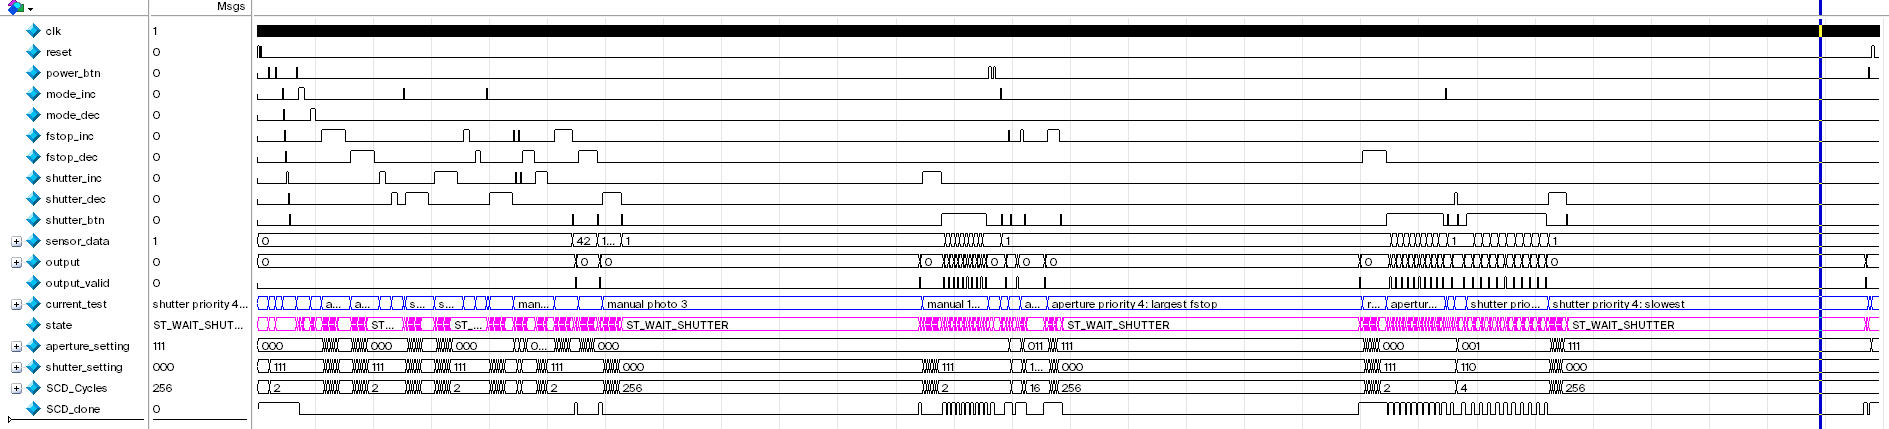 Msgs
clk 1
reset 0
power_btn 0
mode_inc 0
mode_dec 0
fstop_inc 0
fstop_dec 0
shutter_inc 0
shutter_dec 0
shutter_btn 0
sensor_data 1 0 42 1... 1 1 1 1
output 0 0 0 0 0 0 0 0 0 0
output_valid 0
current_test shutter priority 4... a... a... s... s... man... manual photo 3 manual 1... a... aperture priority 4: largest fstop r... apertur... shutter prio... shutter priority 4: slowest
state ST_WAIT_SHUT... ST... ST_... ST_WAIT_SHUTTER ST_WAIT_SHUTTER ST_WAIT_SHUTTER
aperture_setting 111 000 000 000 0... 000 011 111 000 001 111
shutter_setting 000 111 111 111 111 000 111 1... 000 111 110 000
SCD_Cycles 256 2 2 2 2 256 2 16 256 2 4 256
SCD_done 0